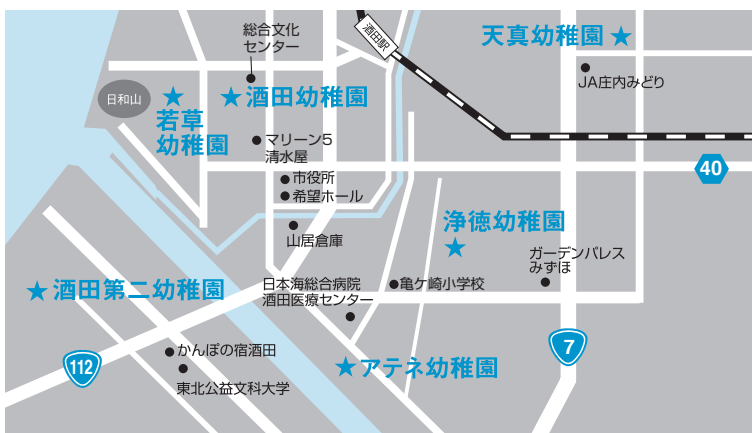 総合文化
センター
酒田駅
天真幼稚園
JA庄内みどり
日和山
酒田幼稚園
若草
幼稚園
マリーン5
清水屋
40
市役所
希望ホール
浄徳幼稚園
山居倉庫
ガーデンパレス
みずほ
酒田第二幼稚園
日本海総合病院
酒田医療センター
亀ケ崎小学校
かんぽの宿酒田
7
112
アテネ幼稚園
東北公益文科大学